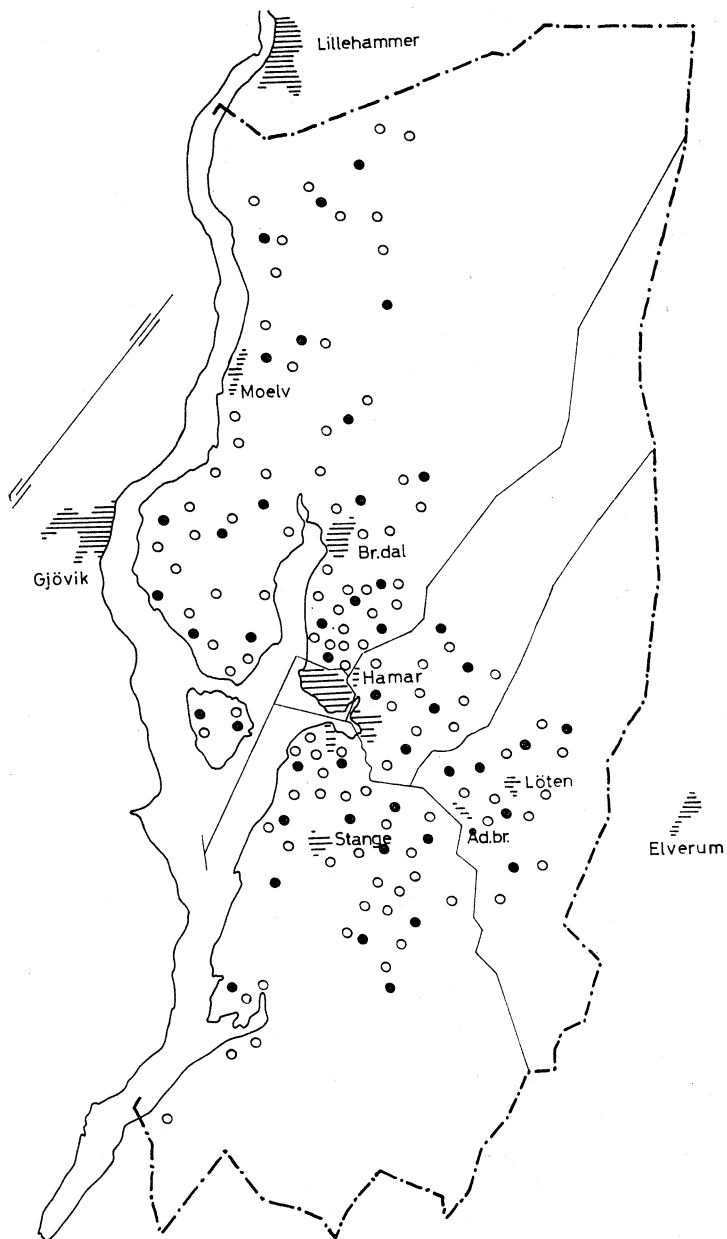 Lillehammer
Moelv
Gjövik
Br.dal
Hamar
Löten
Stange
Ad.br.
Elverum